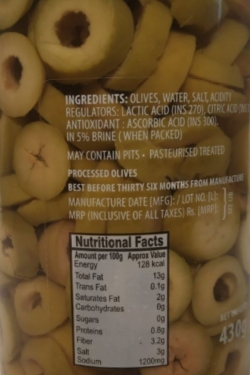 INGREDIENTS: OLIVES, WATER, SALT, ACIDITY
REGULATORS: LACTIC ACID (INS 270), CITRIC ACID (IN
ANTIOXIDANT : ASCORBIC ACID (INS 300).
IN 5% BRINE ( WHEN PACKED)
MAY CONTAIN PITS • PASTEURISED TREATED
PROCESSED OLIVES
BEST BEFORE THIRTY SIX MONTHS FROM MANUFACTURE
MANUFACTURE DATE [MFG]: / LOT NO. [L]:
MRP (INCLUSIVE OF ALL TAXES) Rs. [MRP]:
Nutritional Facts
Amount per 100g Approx Value
Energy 128 kcal
Total Fat 13g
Trans Fat 0.1g
Saturates Fat 2g
Carbohydrates 0g
Sugars 0g
Proteins 0.8g
Fiber 3.2g
Salt 3g
Sodium 1200mg
430g